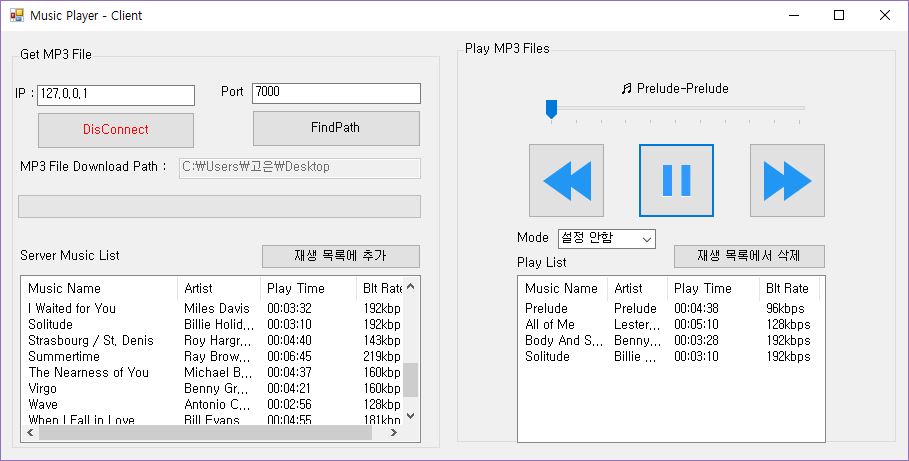 Music Player - Client
Get MP3 File
IP : 127.0.0.1 Port 7000
DisConnect FindPath
MP3 File Download Path : C:\Users\고은\Desktop
Server Music List 재생 목록에 추가
Music Name Artist Play Time Blt Rate
I Waited for You Miles Davis 00:03:32 192kbp
Solitude Billie Holid... 00:03:10 192kbp
Strasbourg / St. Denis Roy Hargr... 00:04:40 143kbp
Summertime Ray Brow... 00:06:45 219kbp
The Nearness of You Michael B... 00:04:37 160kbp
Virgo Benny Gr... 00:04:21 160kbp
Wave Antonio C... 00:02:56 128kbp
When I Fall in Love Bill Evans 00:04:55 181kbp
Play MP3 Files
♬ Prelude-Prelude
Mode 설정 안함
Play List 재생 목록에서 삭제
Music Name Artist Play Time Blt Rate
Prelude Prelude 00:04:38 96kbps
All of Me Lester... 00:05:10 128kbps
Body And S... Benny... 00:03:28 192kbps
Solitude Billie ... 00:03:10 192kbps